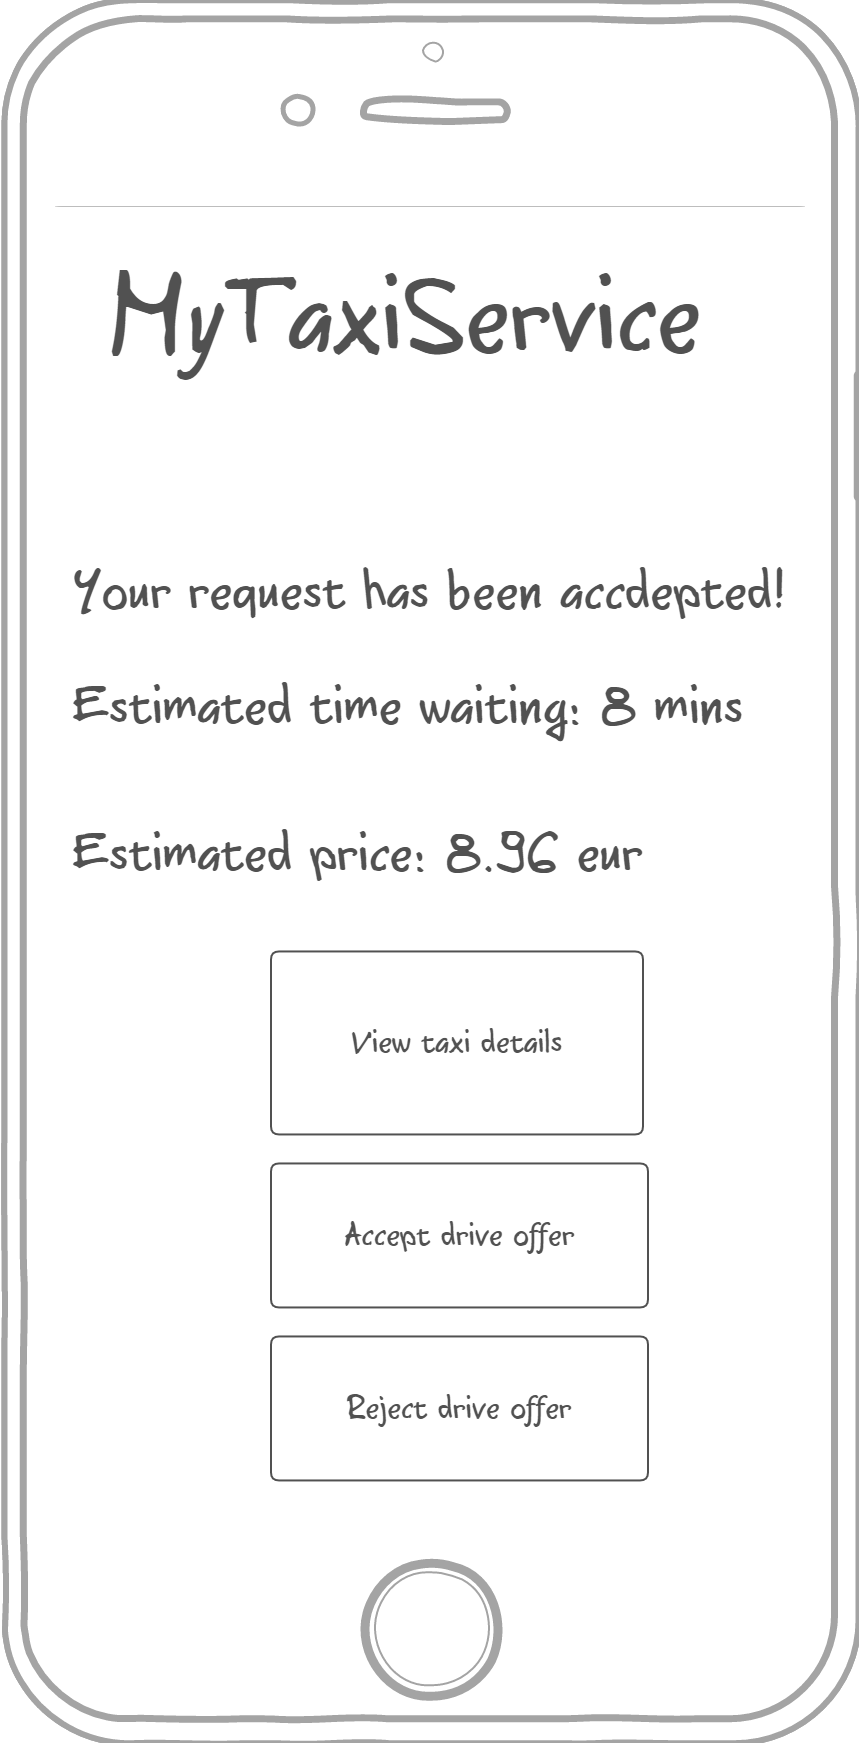 MyTaxiService
Your request has been accdepted!
Estimated time waiting: 8 mins
Estimated price: 8.96 eur
View taxi details
Accept drive offer
Reject drive offer